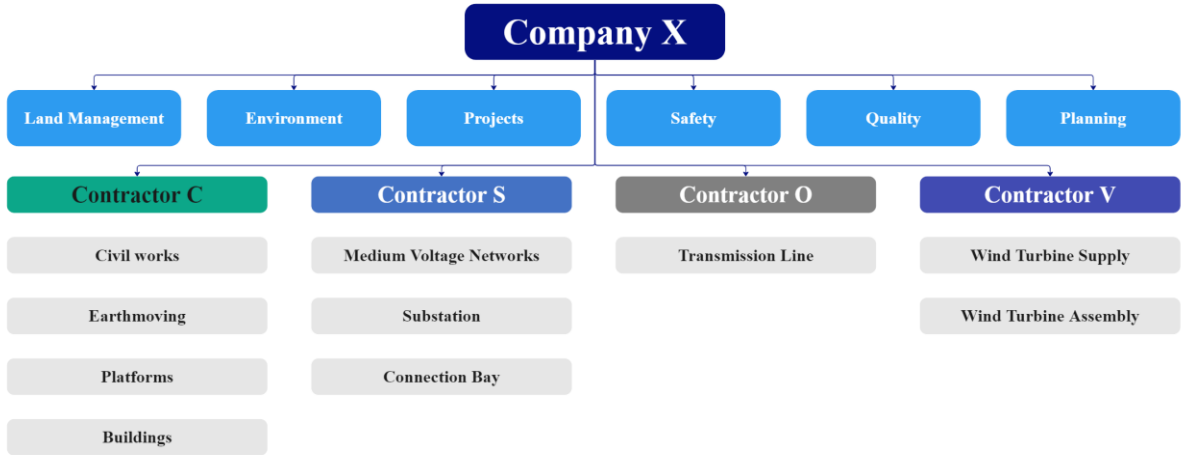 Company X
Land Management
Environment
Projects
Safety
Quality
Planning
Contractor C
Contractor S
Contractor O
Contractor V
Civil works
Medium Voltage Networks
Transmission Line
Wind Turbine Supply
Earthmoving
Substation
Wind Turbine Assembly
Platforms
Connection Bay
Buildings